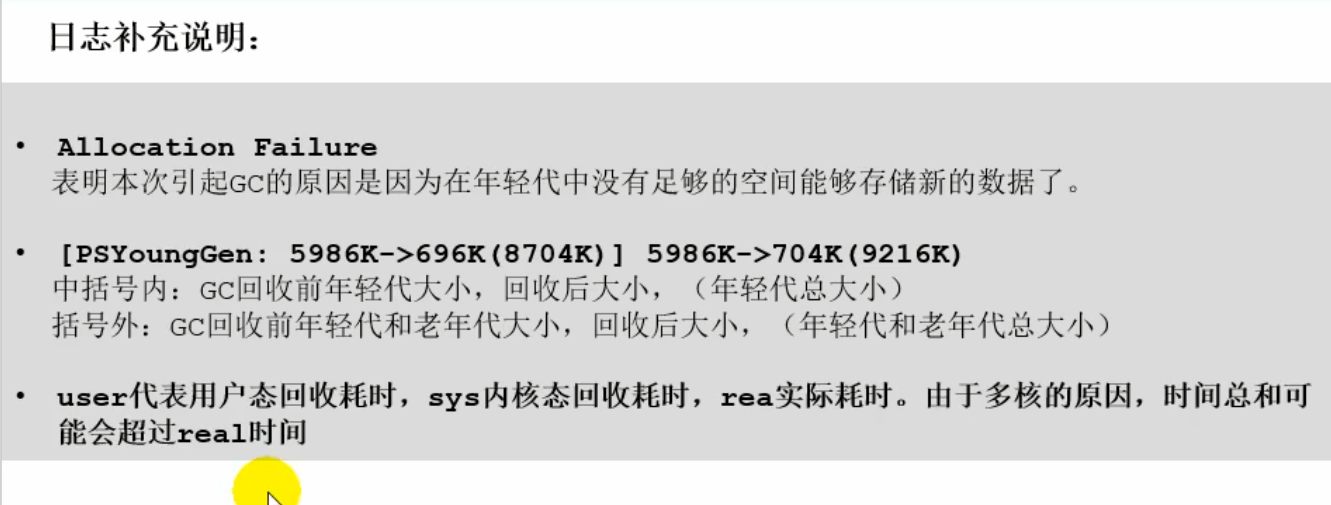 日志补充说明：
• Allocation Failure
表明本次引起GC的原因是因为在年轻代中没有足够的空间能够存储新的数据了。
• [PSYoungGen: 5986K->696K(8704K)] 5986K->704K(9216K)
中括号内：GC回收前年轻代大小，回收后大小，（年轻代总大小）
括号外：GC回收前年轻代和老年代大小，回收后大小，（年轻代和老年代总大小）
• user代表用户态回收耗时，sys内核态回收耗时，rea实际耗时。由于多核的原因，时间总和可
能会超过real时间